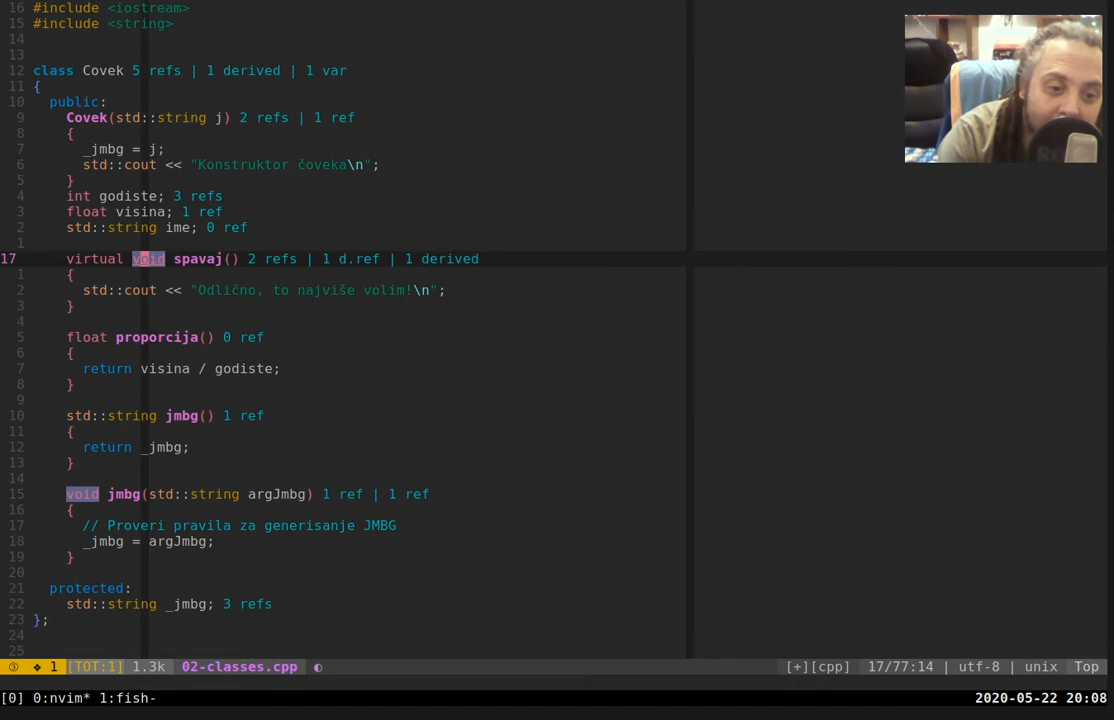 16 #include <iostream>
15 #include <string>
14
13
12 class Covek 5 refs | 1 derived | 1 var
11 {
10 public:
9 Covek(std::string j) 2 refs | 1 ref
8 {
7 _jmbg = j;
6 std::cout << "Konstruktor čoveka\n";
5 }
4 int godiste; 3 refs
3 float visina; 1 ref
2 std::string ime; 0 ref
1
17 virtual void spavaj() 2 refs | 1 d.ref | 1 derived
1 {
2 std::cout << "Odlično, to najviše volim!\n";
3 }
4
5 float proporcija() 0 ref
6 {
7 return visina / godiste;
8 }
9
10 std::string jmbg() 1 ref
11 {
12 return _jmbg;
13 }
14
15 void jmbg(std::string argJmbg) 1 ref | 1 ref
16 {
17 // Proveri pravila za generisanje JMBG
18 _jmbg = argJmbg;
19 }
20
21 protected:
22 std::string _jmbg; 3 refs
23 };
24
25
③ ❖ 1 [TOT:1] 1.3k 02-classes.cpp [+][cpp] 17/77:14 | utf-8 | unix Top
[0] 0:nvim* 1:fish- 2020-05-22 20:08